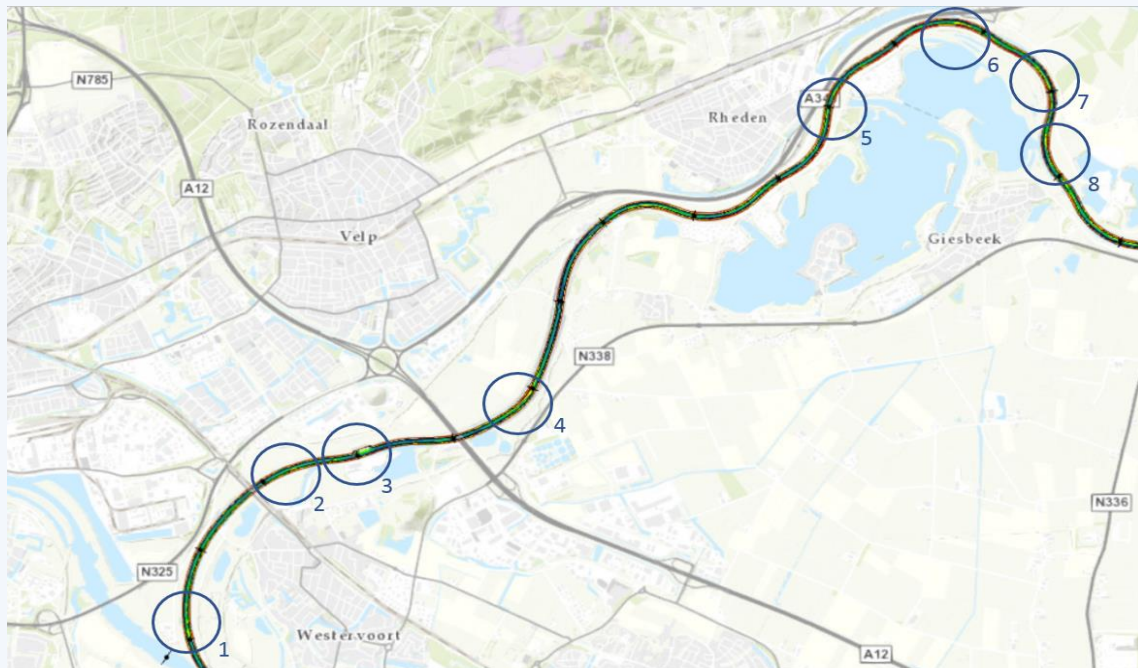 6
N785
7
A34
Rozendaal
Rheden
5
8
A12
Velp
Giesbeek
N338
4
3
2
N336
N325
Westervoort
1
A12